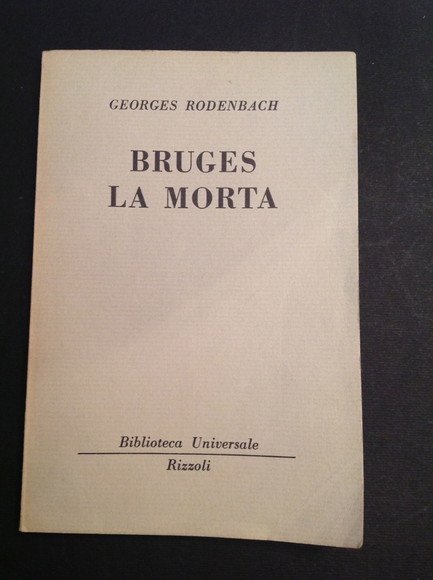 GEORGES RODENBACH
BRUGES
LA MORTA
Biblioteca Universale
Rizzoli